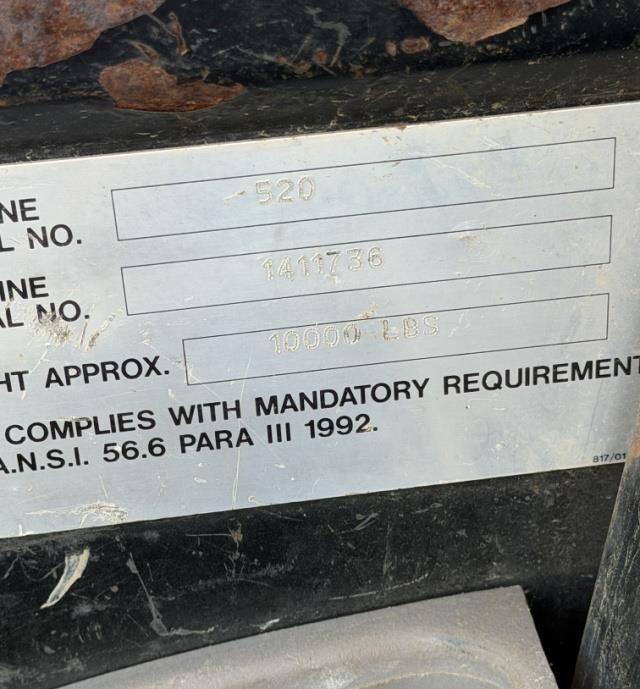 NE
L NO.
520
INE
AL NO.
1411736
HT APPROX.
10000 LBS
COMPLIES WITH MANDATORY REQUIREMENT
A.N.S.I. 56.6 PARA III 1992.
817/01